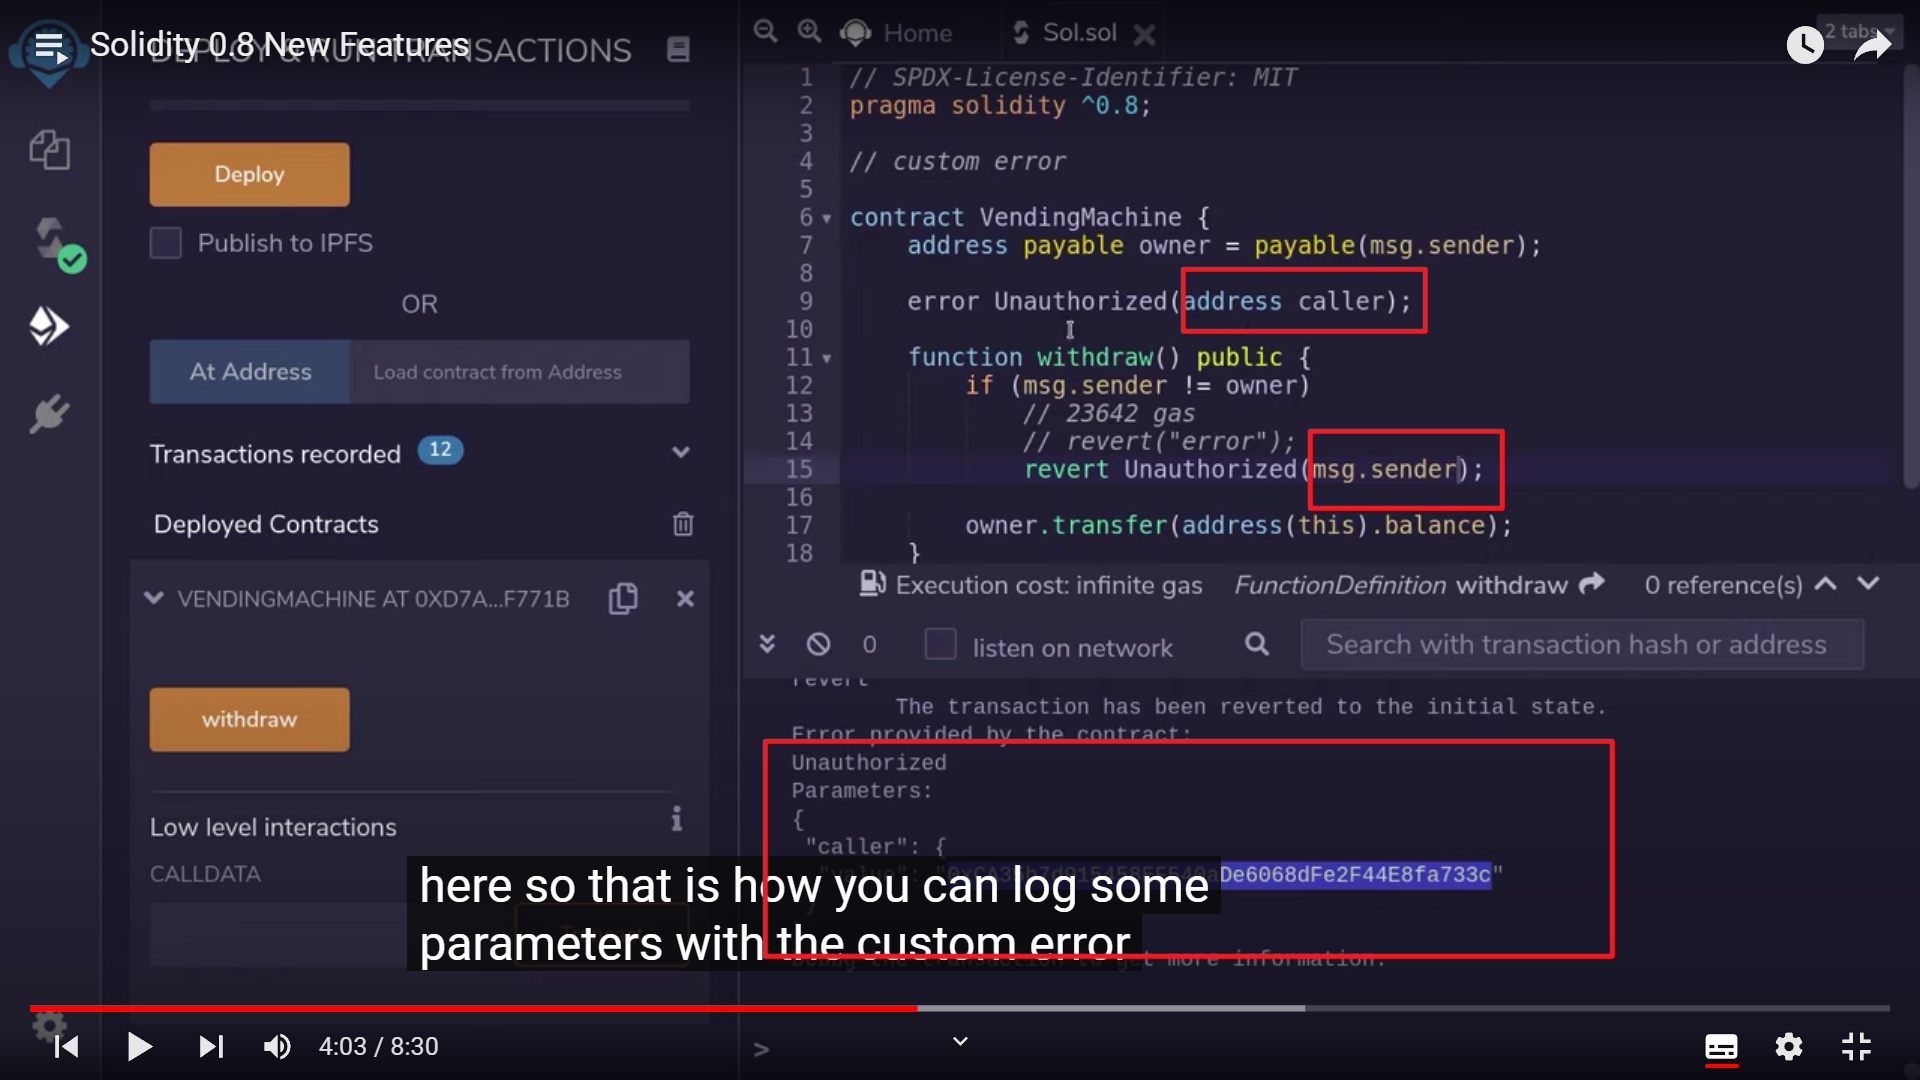 Solidity 0.8 New Features
DEPLOY & RUN TRANSACTIONS
Deploy
Publish to IPFS
OR
At Address
Load contract from Address
Transactions recorded 12
Deployed Contracts
VENDINGMACHINE AT 0XD7A...F771B
withdraw
Low level interactions
CALLDATA
Home
Sol.sol
2 tabs
1 // SPDX-License-Identifier: MIT
2 pragma solidity ^0.8;
3
4 // custom error
5
6 contract VendingMachine {
7 address payable owner = payable(msg.sender);
8
9 error Unauthorized(address caller);
10
11 function withdraw() public {
12 if (msg.sender != owner)
13 // 23642 gas
14 // revert("error");
15 revert Unauthorized(msg.sender);
16
17 owner.transfer(address(this).balance);
18 }
Execution cost: infinite gas FunctionDefinition withdraw 0 reference(s)
0 listen on network Search with transaction hash or address
revert
The transaction has been reverted to the initial state.
Error provided by the contract:
Unauthorized
Parameters:
{
"caller": {
De6068dFe2F44E8fa733c"
Debug the transaction to get more information.
>
here so that is how you can log some
parameters with the custom error
4:03 / 8:30